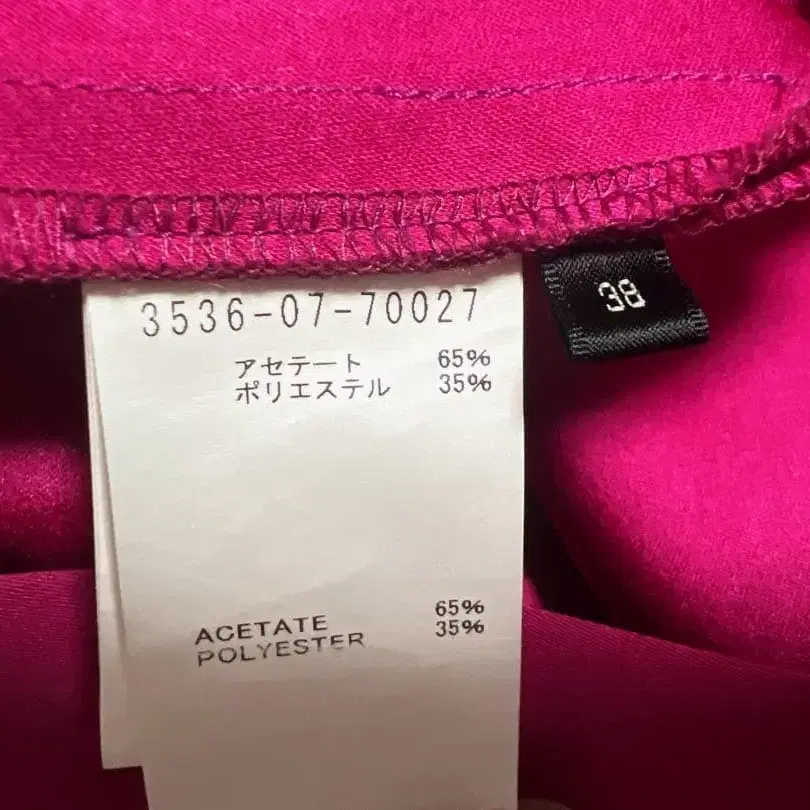 3536-07-70027
38
アセテート 65%
ポリエステル 35%
ACETATE 65%
POLYESTER 35%